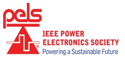 pels
IEEE POWER
ELECTRONICS SOCIETY
Powering a Sustainable Future